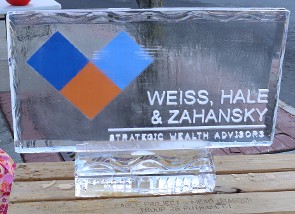 WEISS, HALE
& ZAHANSKY
STRATEGIC WEALTH ADVISORS